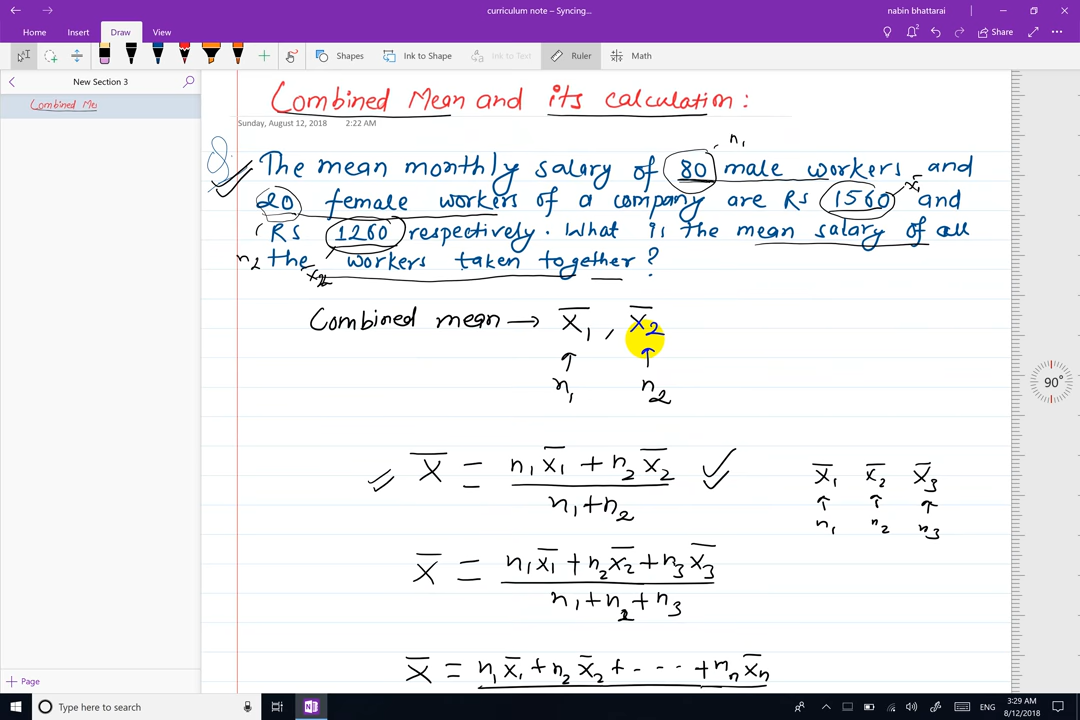 curriculum note - Syncing...
nabin bhattarai
Home Insert Draw View
Share
Shapes Ink to Shape Ink to Text Ruler Math
New Section 3
Combined Me
Combined Mean and its calculation:
Sunday, August 12, 2018 2:22 AM
n₁
Q. The mean monthly salary of 80 male workers and
x̄₁
20 female workers of a company are Rs 1560 and
Rs 1260 respectively. What is the mean salary of all
n₂ the workers taken together?
x̄₂
Combined mean → x̄₁, x̄₂
↑ ↑
n₁ n₂
x̄ = (n₁x̄₁ + n₂x̄₂) / (n₁ + n₂) ✓
x̄₁ x̄₂ x̄₃
↑ ↑ ↑
n₁ n₂ n₃
x̄ = (n₁x̄₁ + n₂x̄₂ + n₃x̄₃) / (n₁ + n₂ + n₃)
x̄ = n₁x̄₁ + n₂x̄₂ + - - - + nₙx̄ₙ
90°
+ Page
Type here to search
ENG
3:29 AM
8/12/2018